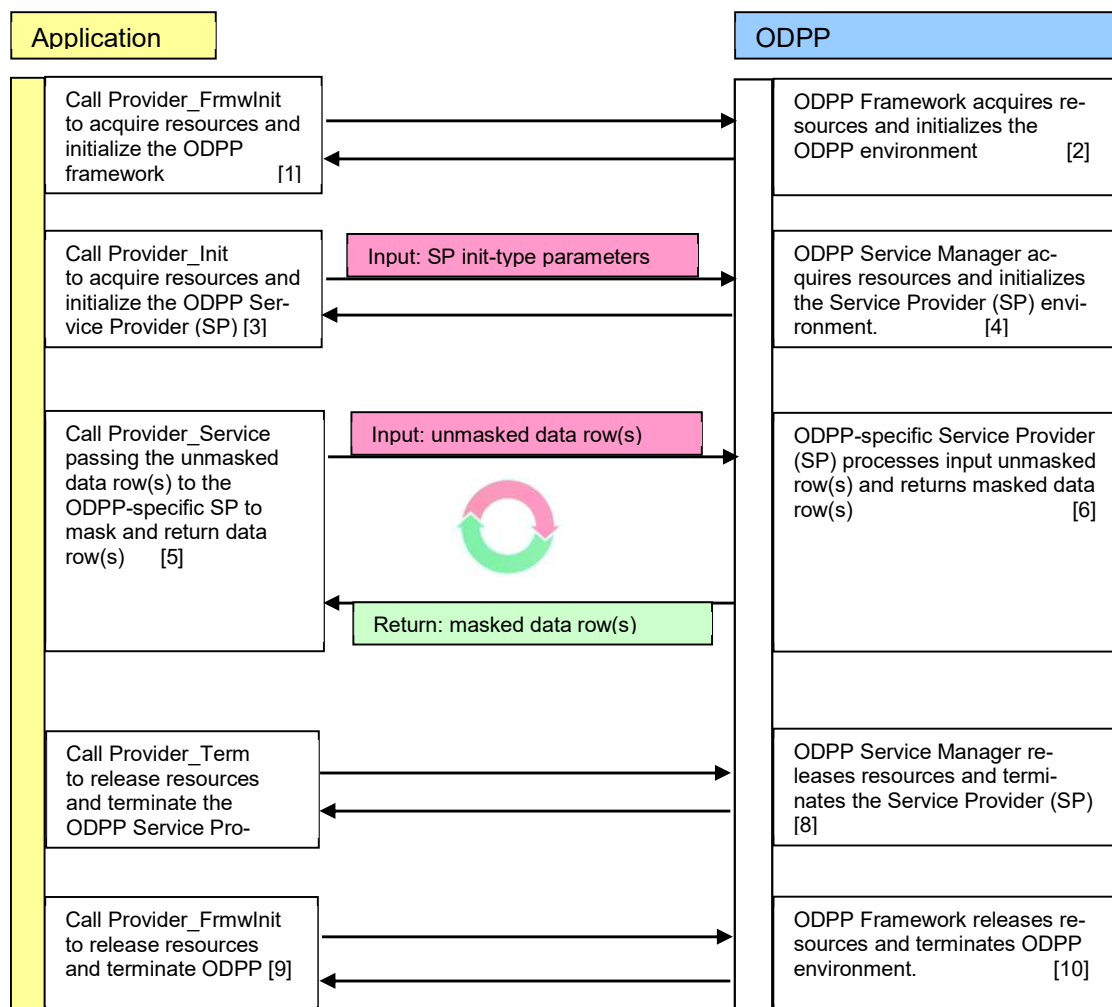 Application
ODPP
Call Provider_FrmwInit
to acquire resources and
initialize the ODPP
framework [1]
ODPP Framework acquires re-
sources and initializes the
ODPP environment [2]
Call Provider_Init
to acquire resources and
initialize the ODPP Ser-
vice Provider (SP) [3]
Input: SP init-type parameters
ODPP Service Manager ac-
quires resources and initializes
the Service Provider (SP) envi-
ronment. [4]
Call Provider_Service
passing the unmasked
data row(s) to the
ODPP-specific SP to
mask and return data
row(s) [5]
Input: unmasked data row(s)
Return: masked data row(s)
ODPP-specific Service Provider
(SP) processes input unmasked
row(s) and returns masked data
row(s) [6]
Call Provider_Term
to release resources
and terminate the
ODPP Service Pro-
ODPP Service Manager re-
leases resources and termi-
nates the Service Provider (SP)
[8]
Call Provider_FrmwInit
to release resources
and terminate ODPP [9]
ODPP Framework releases re-
sources and terminates ODPP
environment. [10]